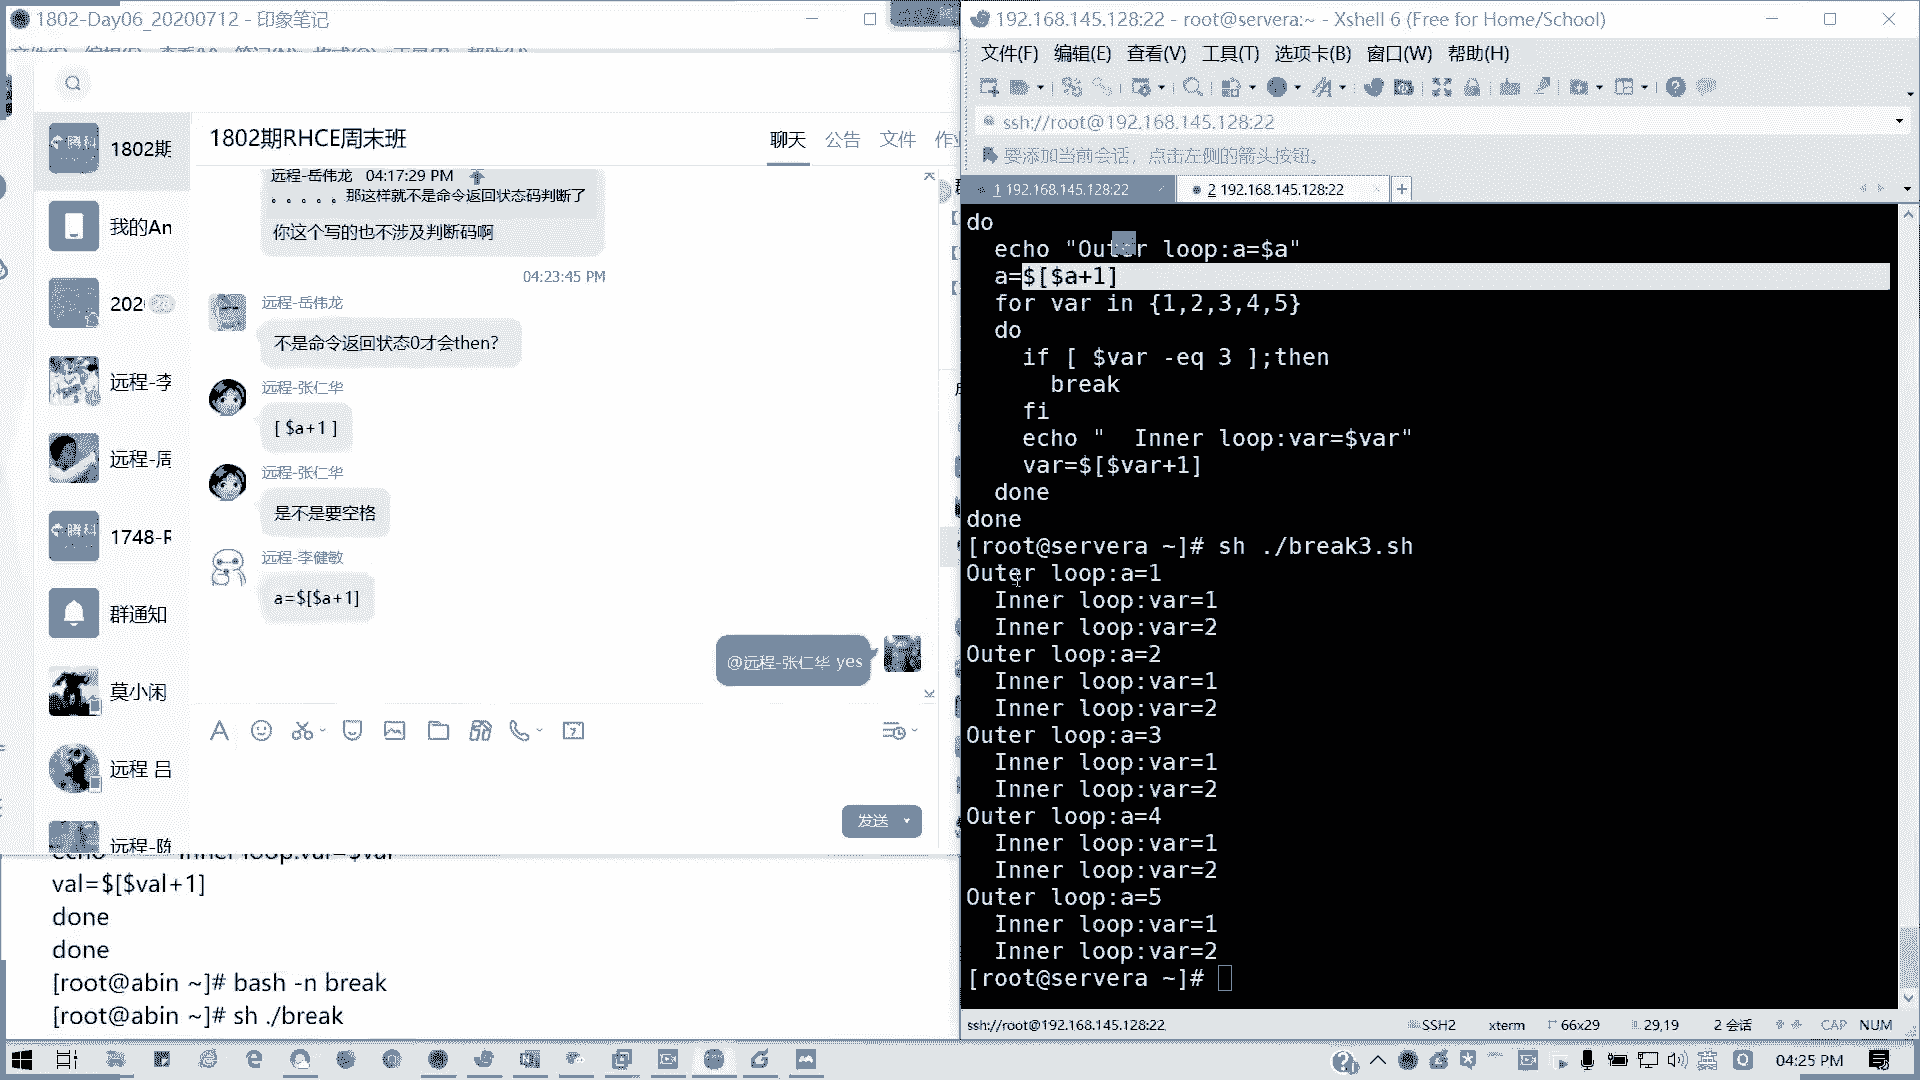 1802-Day06_20200712 - 印象笔记
1802期RHCE周末班
聊天 公告 文件
1802期
我的An
202
远程-李
远程-周
1748-R
群通知
莫小闲
远程 吕
远程-陈
远程-岳伟龙 04:17:29 PM
。。。。。那这样就不是命令返回状态码判断了
你这个写的也不涉及判断码啊
04:23:45 PM
远程-岳伟龙
不是命令返回状态0才会then?
远程-张仁华
[ $a+1 ]
远程-张仁华
是不是要空格
远程-李健敏
a=$[$a+1]
@远程-张仁华 yes
发送
val=$[$val+1]
done
done
[root@abin ~]# bash -n break
[root@abin ~]# sh ./break
192.168.145.128:22 - root@servera:~ - Xshell 6 (Free for Home/School)
文件(F) 编辑(E) 查看(V) 工具(T) 选项卡(B) 窗口(W) 帮助(H)
ssh://root@192.168.145.128:22
要添加当前会话，点击左侧的箭头按钮。
1 192.168.145.128:22
2 192.168.145.128:22
do
  echo "Outer loop:a=$a"
  a=$[$a+1]
  for var in {1,2,3,4,5}
  do
    if [ $var -eq 3 ];then
      break
    fi
    echo "  Inner loop:var=$var"
    var=$[$var+1]
  done
done
[root@servera ~]# sh ./break3.sh
Outer loop:a=1
  Inner loop:var=1
  Inner loop:var=2
Outer loop:a=2
  Inner loop:var=1
  Inner loop:var=2
Outer loop:a=3
  Inner loop:var=1
  Inner loop:var=2
Outer loop:a=4
  Inner loop:var=1
  Inner loop:var=2
Outer loop:a=5
  Inner loop:var=1
  Inner loop:var=2
[root@servera ~]#
ssh://root@192.168.145.128:22
SSH2 xterm 66x29 29,19 2 会话 CAP NUM
英
04:25 PM